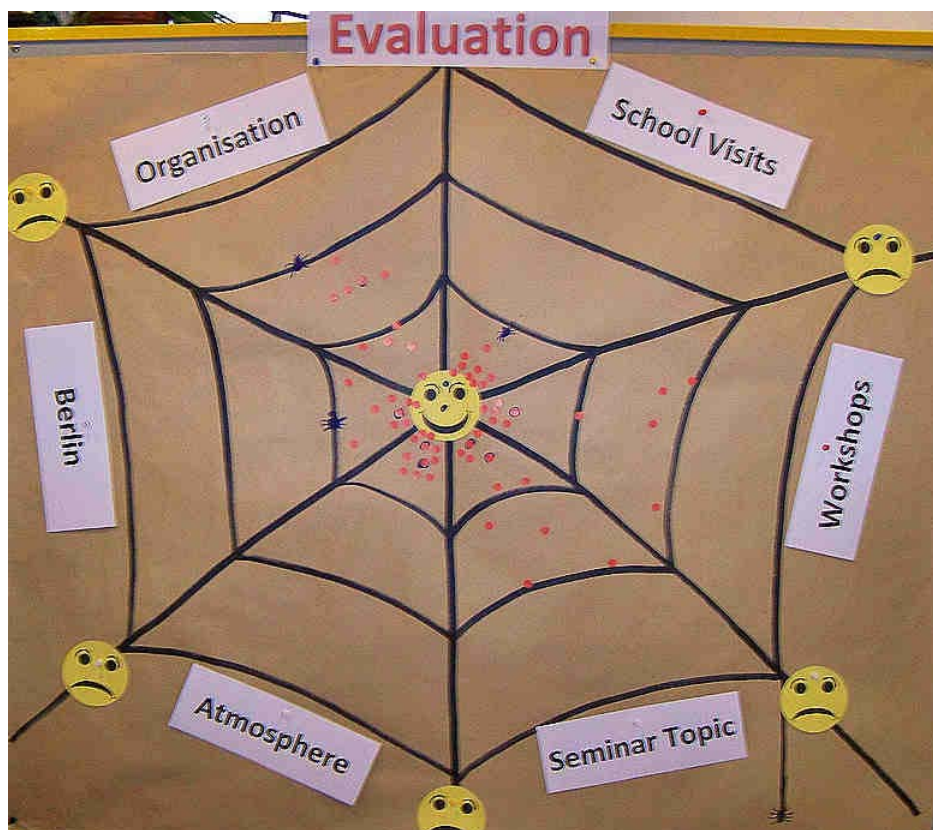 Evaluation
Organisation
School Visits
Berlin
Workshops
Atmosphere
Seminar Topic